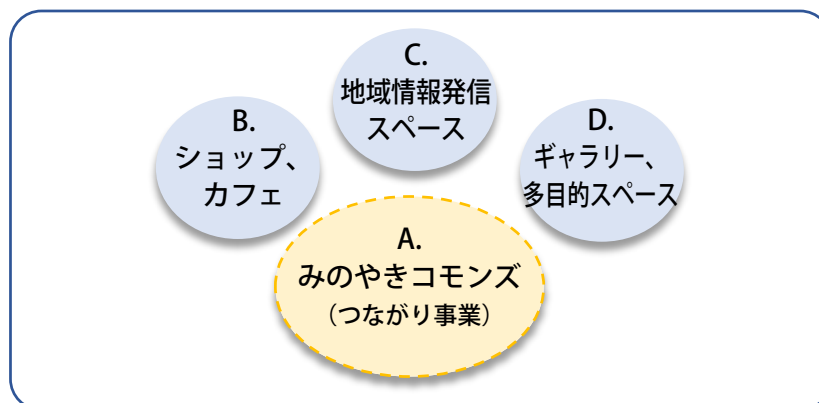 C.
地域情報発信
スペース
B.
ショップ、
カフェ
D.
ギャラリー、
多目的スペース
A.
みのやきコモンズ
（つながり事業）